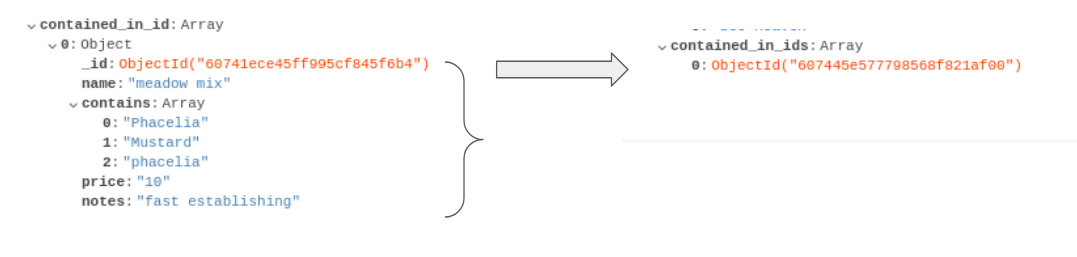 contained_in_id: Array
0: Object
_id: ObjectId("60741ece45ff995cf845f6b4")
name: "meadow mix"
contains: Array
0: "Phacelia"
1: "Mustard"
2: "phacelia"
price: "10"
notes: "fast establishing"
contained_in_ids: Array
0: ObjectId("607445e577798568f821af00")